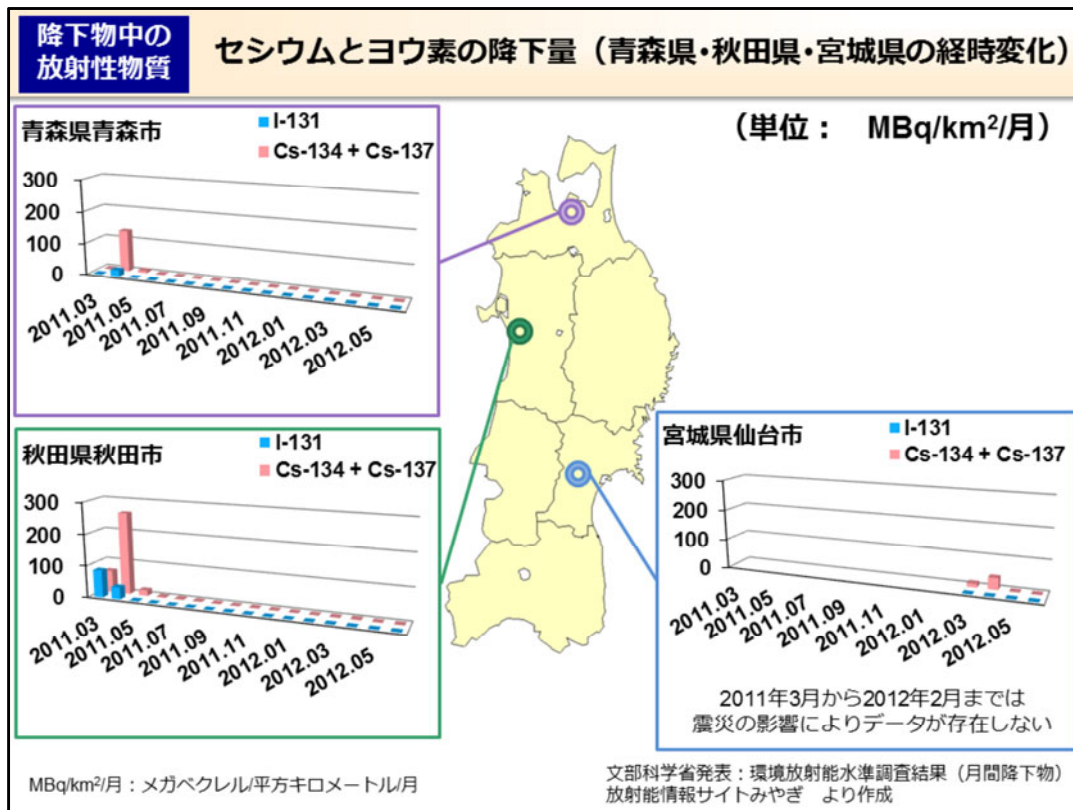 降下物中の
放射性物質
セシウムとヨウ素の降下量（青森県・秋田県・宮城県の経時変化）
（単位：　MBq/km²/月）
青森県青森市
I-131
Cs-134 + Cs-137
300
200
100
0
2011.03
2011.05
2011.07
2011.09
2011.11
2012.01
2012.03
2012.05
秋田県秋田市
I-131
Cs-134 + Cs-137
300
200
100
0
2011.03
2011.05
2011.07
2011.09
2011.11
2012.01
2012.03
2012.05
宮城県仙台市
I-131
Cs-134 + Cs-137
300
200
100
0
2011.03
2011.05
2011.07
2011.09
2011.11
2012.01
2012.03
2012.05
2011年3月から2012年2月までは
震災の影響によりデータが存在しない
MBq/km²/月：メガベクレル/平方キロメートル/月
文部科学省発表：環境放射能水準調査結果（月間降下物）
放射能情報サイトみやぎ　より作成